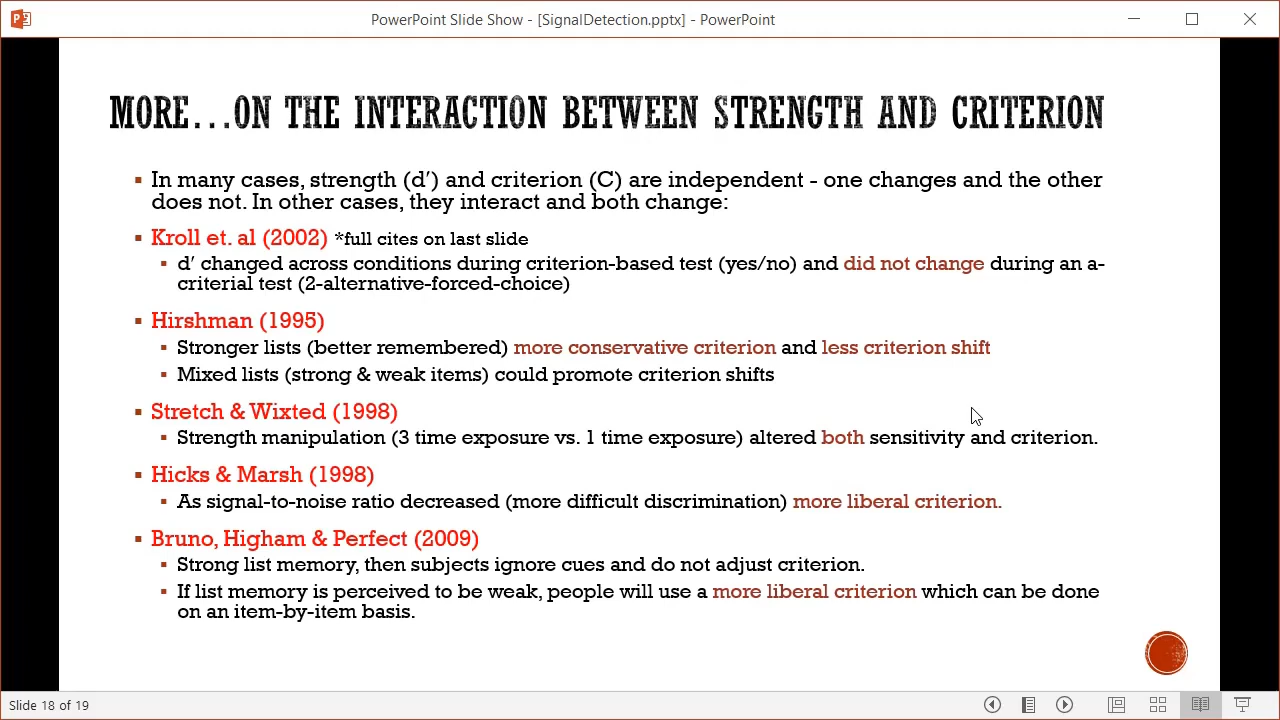 PowerPoint Slide Show - [SignalDetection.pptx] - PowerPoint
MORE...ON THE INTERACTION BETWEEN STRENGTH AND CRITERION
▪ In many cases, strength (d′) and criterion (C) are independent - one changes and the other
does not. In other cases, they interact and both change:
▪ Kroll et. al (2002) *full cites on last slide
▪ d′ changed across conditions during criterion-based test (yes/no) and did not change during an a-
criterial test (2-alternative-forced-choice)
▪ Hirshman (1995)
▪ Stronger lists (better remembered) more conservative criterion and less criterion shift
▪ Mixed lists (strong & weak items) could promote criterion shifts
▪ Stretch & Wixted (1998)
▪ Strength manipulation (3 time exposure vs. 1 time exposure) altered both sensitivity and criterion.
▪ Hicks & Marsh (1998)
▪ As signal-to-noise ratio decreased (more difficult discrimination) more liberal criterion.
▪ Bruno, Higham & Perfect (2009)
▪ Strong list memory, then subjects ignore cues and do not adjust criterion.
▪ If list memory is perceived to be weak, people will use a more liberal criterion which can be done
on an item-by-item basis.
Slide 18 of 19